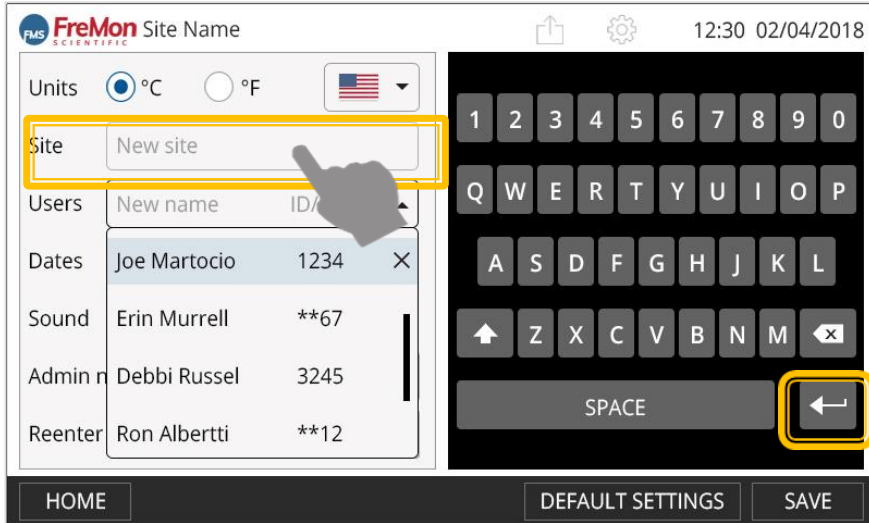 FMS FreMon Site Name 12:30 02/04/2018
SCIENTIFIC
Units °C °F
Site New site
Users New name ID/
Dates Joe Martocio 1234
Sound Erin Murrell **67
Admin n Debbi Russel 3245
Reenter Ron Albertti **12
1 2 3 4 5 6 7 8 9 0
Q W E R T Y U I O P
A S D F G H J K L
Z X C V B N M
SPACE
HOME DEFAULT SETTINGS SAVE